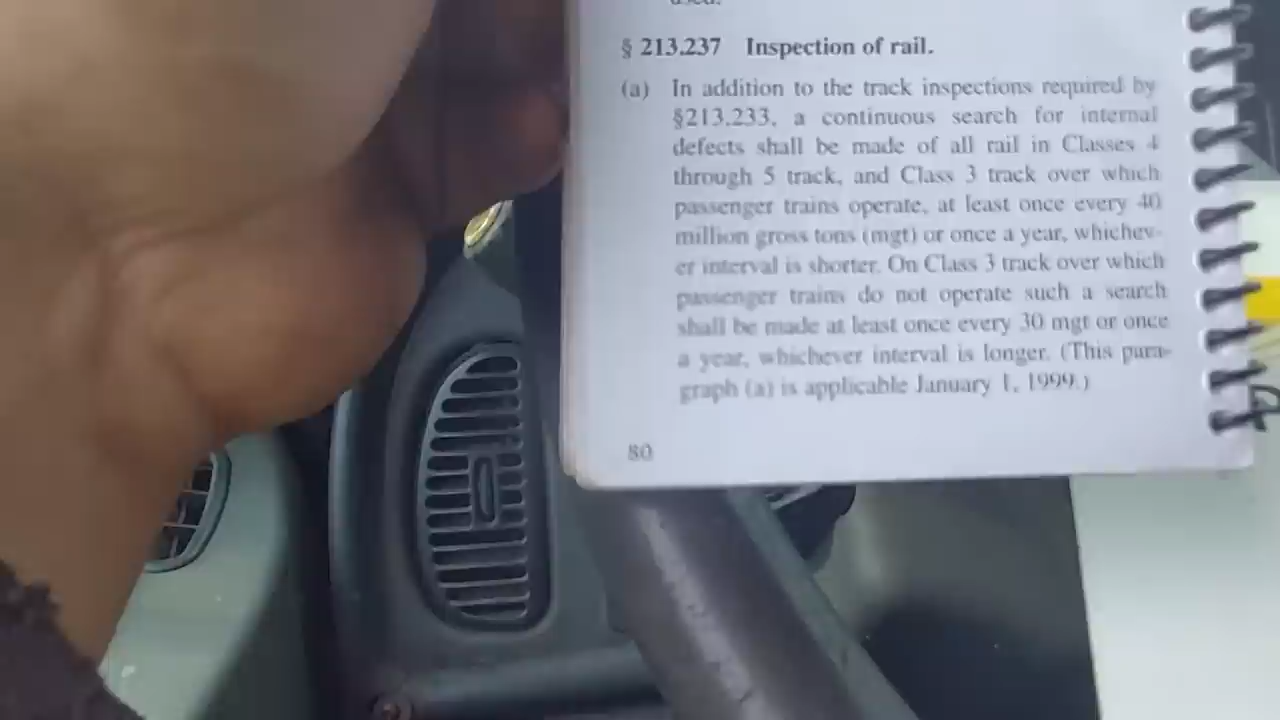 used.
§ 213.237 Inspection of rail.
(a) In addition to the track inspections required by
§213.233, a continuous search for internal
defects shall be made of all rail in Classes 4
through 5 track, and Class 3 track over which
passenger trains operate, at least once every 40
million gross tons (mgt) or once a year, whichev-
er interval is shorter. On Class 3 track over which
passenger trains do not operate such a search
shall be made at least once every 30 mgt or once
a year, whichever interval is longer. (This para-
graph (a) is applicable January 1, 1999.)
80